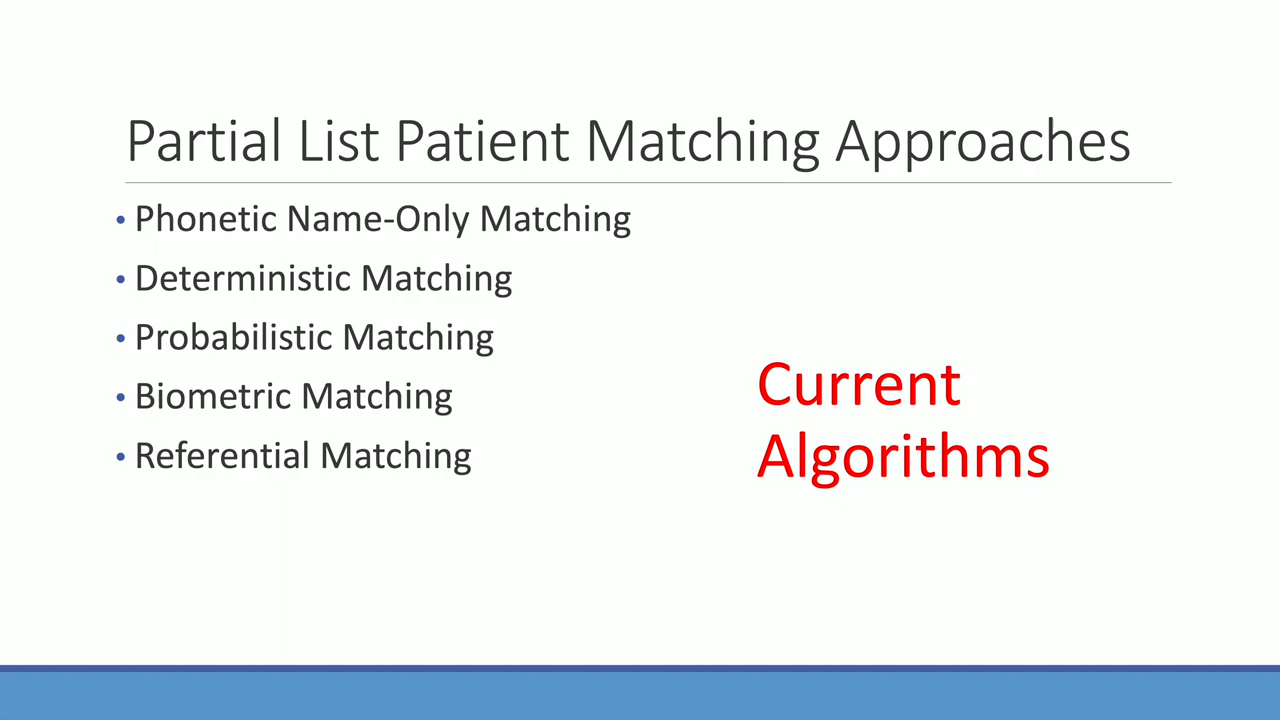 Partial List Patient Matching Approaches
• Phonetic Name-Only Matching
• Deterministic Matching
• Probabilistic Matching
• Biometric Matching
• Referential Matching
Current
Algorithms